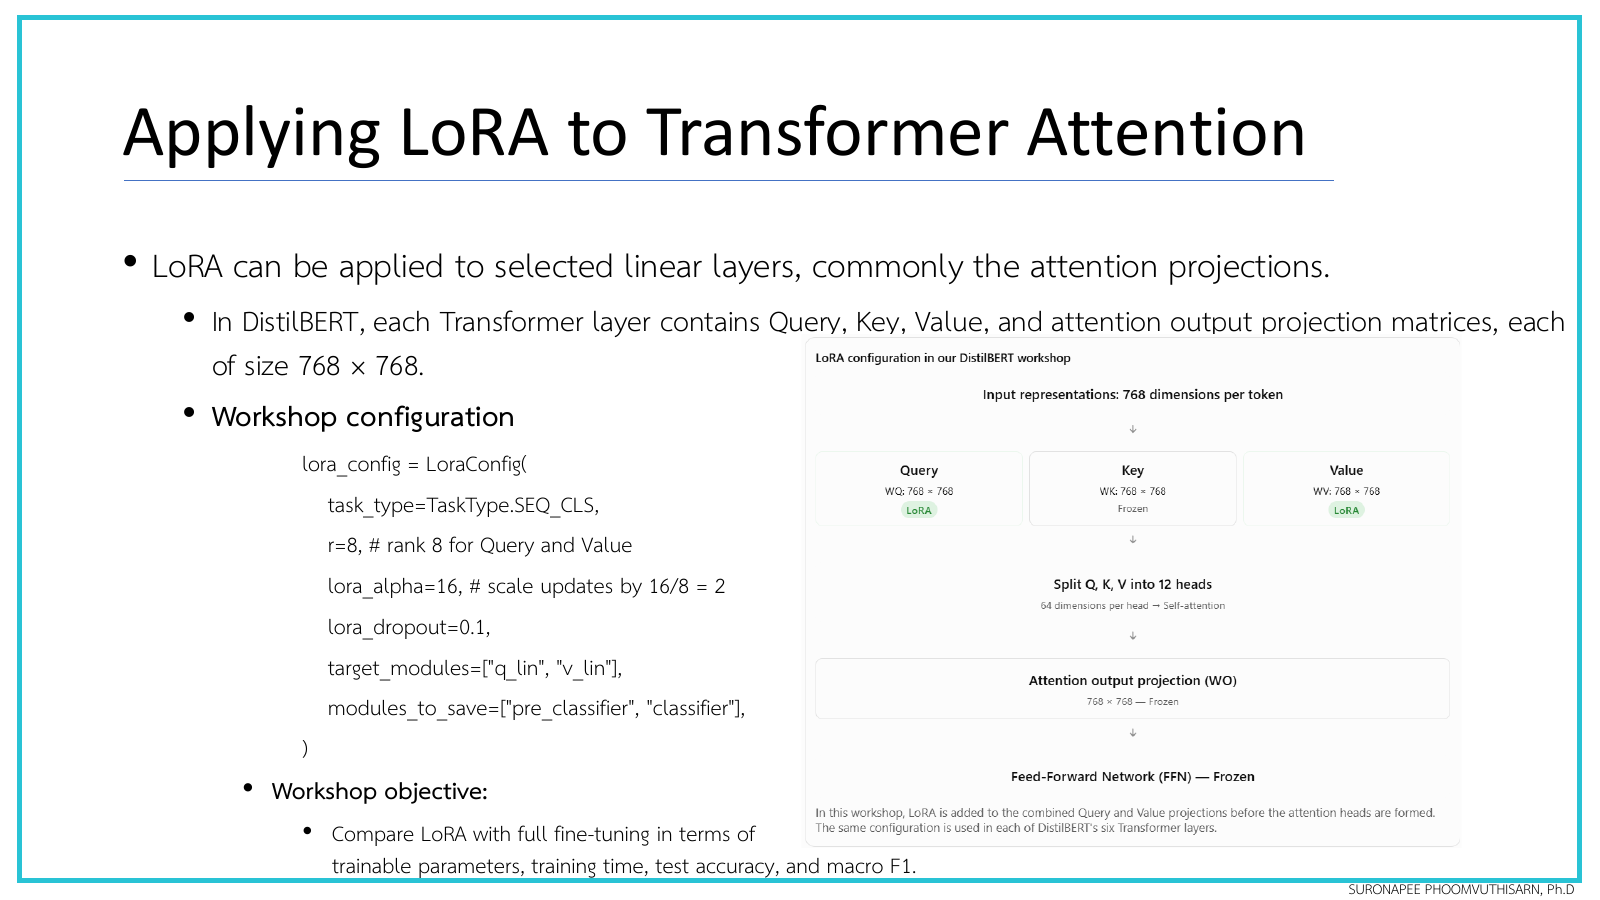 Applying LoRA to Transformer Attention
• LoRA can be applied to selected linear layers, commonly the attention projections.
• In DistilBERT, each Transformer layer contains Query, Key, Value, and attention output projection matrices, each
of size 768 × 768.
• Workshop configuration
lora_config = LoraConfig(
task_type=TaskType.SEQ_CLS,
r=8, # rank 8 for Query and Value
lora_alpha=16, # scale updates by 16/8 = 2
lora_dropout=0.1,
target_modules=["q_lin", "v_lin"],
modules_to_save=["pre_classifier", "classifier"],
)
• Workshop objective:
• Compare LoRA with full fine-tuning in terms of
trainable parameters, training time, test accuracy, and macro F1.
LoRA configuration in our DistilBERT workshop
Input representations: 768 dimensions per token
↓
Query
WQ: 768 × 768
LoRA
Key
WK: 768 × 768
Frozen
Value
WV: 768 × 768
LoRA
↓
Split Q, K, V into 12 heads
64 dimensions per head → Self-attention
↓
Attention output projection (WO)
768 × 768 — Frozen
↓
Feed-Forward Network (FFN) — Frozen
In this workshop, LoRA is added to the combined Query and Value projections before the attention heads are formed.
The same configuration is used in each of DistilBERT's six Transformer layers.
SURONAPEE PHOOMVUTHISARN, Ph.D